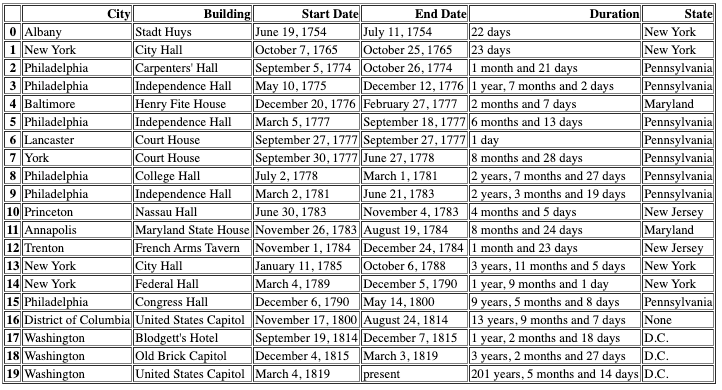 City Building Start Date End Date Duration State
0 Albany Stadt Huys June 19, 1754 July 11, 1754 22 days New York
1 New York City Hall October 7, 1765 October 25, 1765 23 days New York
2 Philadelphia Carpenters' Hall September 5, 1774 October 26, 1774 1 month and 21 days Pennsylvania
3 Philadelphia Independence Hall May 10, 1775 December 12, 1776 1 year, 7 months and 2 days Pennsylvania
4 Baltimore Henry Fite House December 20, 1776 February 27, 1777 2 months and 7 days Maryland
5 Philadelphia Independence Hall March 5, 1777 September 18, 1777 6 months and 13 days Pennsylvania
6 Lancaster Court House September 27, 1777 September 27, 1777 1 day Pennsylvania
7 York Court House September 30, 1777 June 27, 1778 8 months and 28 days Pennsylvania
8 Philadelphia College Hall July 2, 1778 March 1, 1781 2 years, 7 months and 27 days Pennsylvania
9 Philadelphia Independence Hall March 2, 1781 June 21, 1783 2 years, 3 months and 19 days Pennsylvania
10 Princeton Nassau Hall June 30, 1783 November 4, 1783 4 months and 5 days New Jersey
11 Annapolis Maryland State House November 26, 1783 August 19, 1784 8 months and 24 days Maryland
12 Trenton French Arms Tavern November 1, 1784 December 24, 1784 1 month and 23 days New Jersey
13 New York City Hall January 11, 1785 October 6, 1788 3 years, 11 months and 5 days New York
14 New York Federal Hall March 4, 1789 December 5, 1790 1 year, 9 months and 1 day New York
15 Philadelphia Congress Hall December 6, 1790 May 14, 1800 9 years, 5 months and 8 days Pennsylvania
16 District of Columbia United States Capitol November 17, 1800 August 24, 1814 13 years, 9 months and 7 days None
17 Washington Blodgett's Hotel September 19, 1814 December 7, 1815 1 year, 2 months and 18 days D.C.
18 Washington Old Brick Capitol December 4, 1815 March 3, 1819 3 years, 2 months and 27 days D.C.
19 Washington United States Capitol March 4, 1819 present 201 years, 5 months and 14 days D.C.